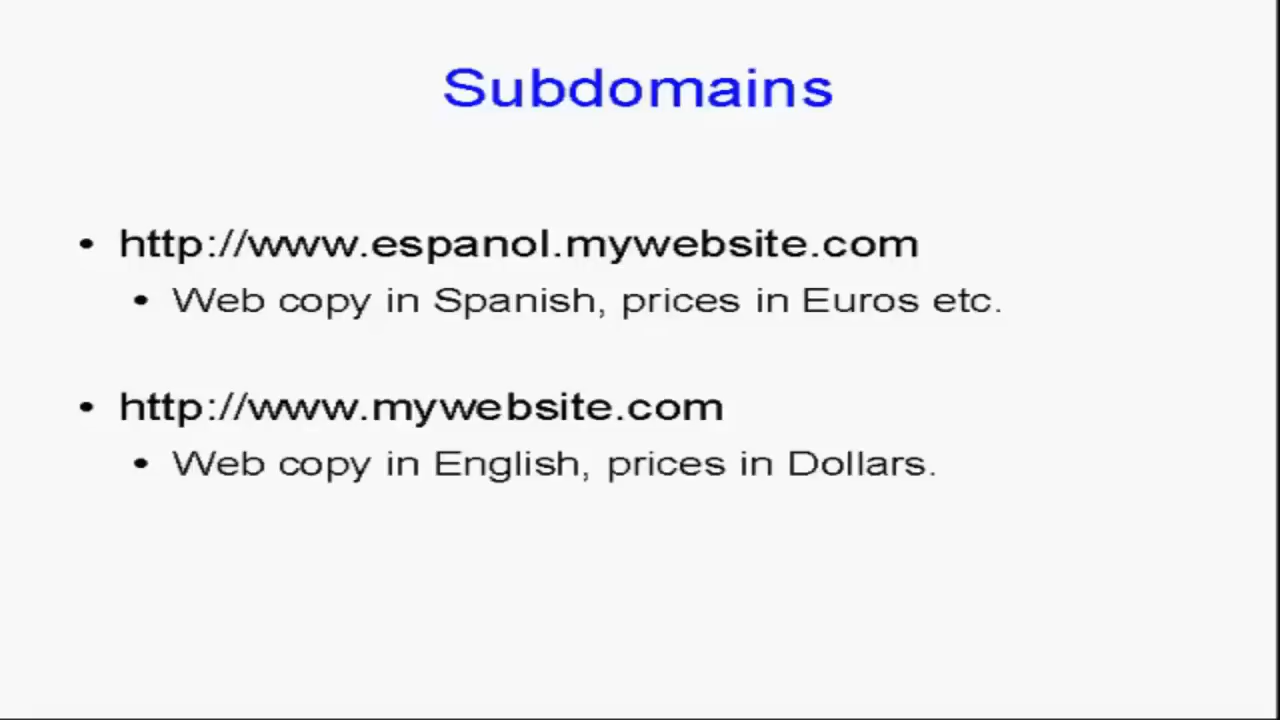 Subdomains
• http://www.espanol.mywebsite.com
• Web copy in Spanish, prices in Euros etc.
• http://www.mywebsite.com
• Web copy in English, prices in Dollars.